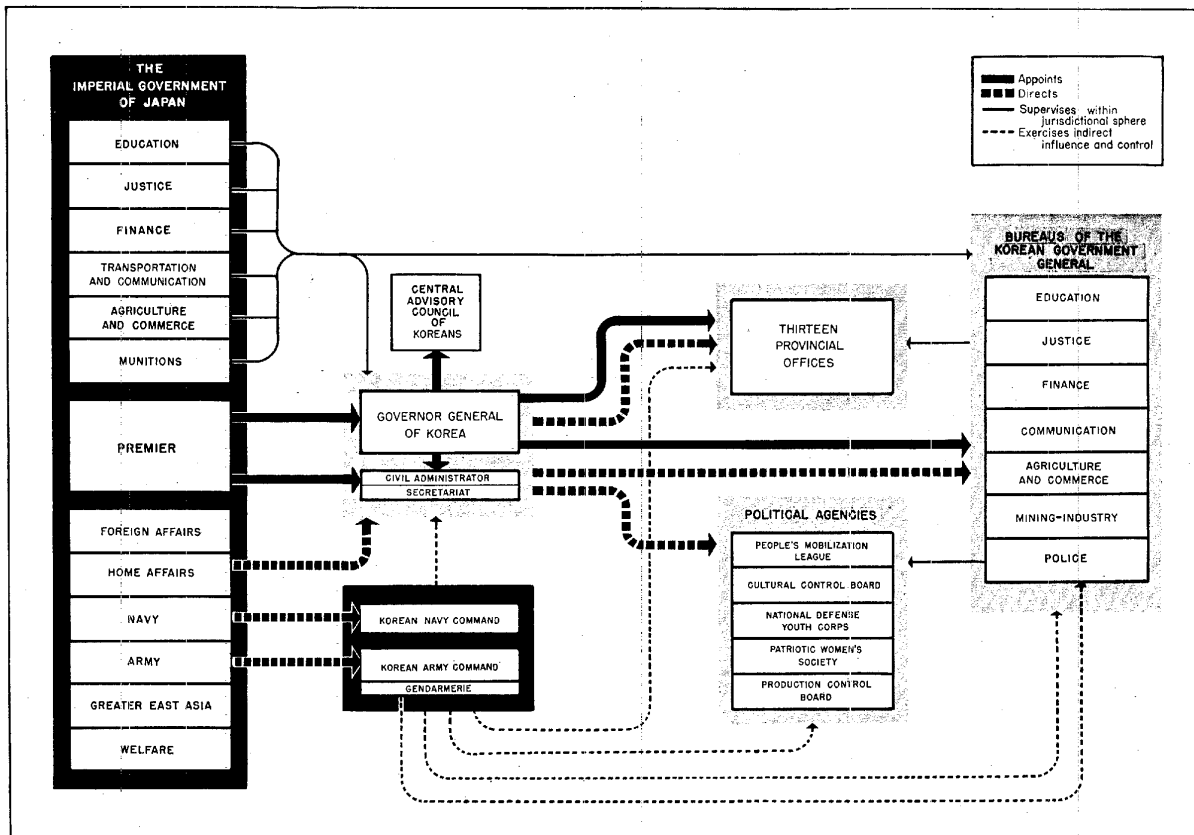 THE
IMPERIAL GOVERNMENT
OF JAPAN
EDUCATION
JUSTICE
FINANCE
TRANSPORTATION
AND COMMUNICATION
AGRICULTURE
AND COMMERCE
MUNITIONS
PREMIER
FOREIGN AFFAIRS
HOME AFFAIRS
NAVY
ARMY
GREATER EAST ASIA
WELFARE
CENTRAL
ADVISORY
COUNCIL
OF
KOREANS
GOVERNOR GENERAL
OF KOREA
CIVIL ADMINISTRATOR
SECRETARIAT
KOREAN NAVY COMMAND
KOREAN ARMY COMMAND
GENDARMERIE
THIRTEEN
PROVINCIAL
OFFICES
POLITICAL AGENCIES
PEOPLE'S MOBILIZATION
LEAGUE
CULTURAL CONTROL BOARD
NATIONAL DEFENSE
YOUTH CORPS
PATRIOTIC WOMEN'S
SOCIETY
PRODUCTION CONTROL
BOARD
Appoints
Directs
Supervises within
jurisdictional sphere
Exercises indirect
influence and control
BUREAUS OF THE
KOREAN GOVERNMENT
GENERAL
EDUCATION
JUSTICE
FINANCE
COMMUNICATION
AGRICULTURE
AND COMMERCE
MINING-INDUSTRY
POLICE